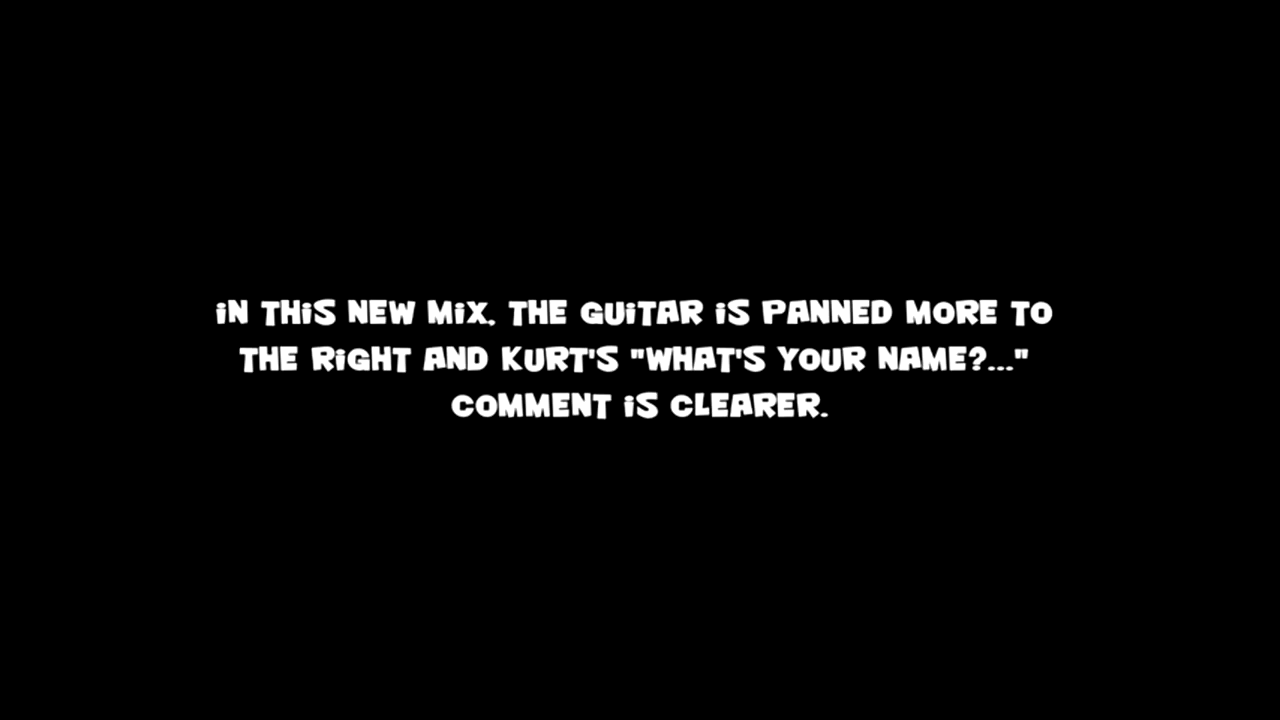 IN THIS NEW MIX, THE GUITAR IS PANNED MORE TO
THE RIGHT AND KURT'S "WHAT'S YOUR NAME?..."
COMMENT IS CLEARER.